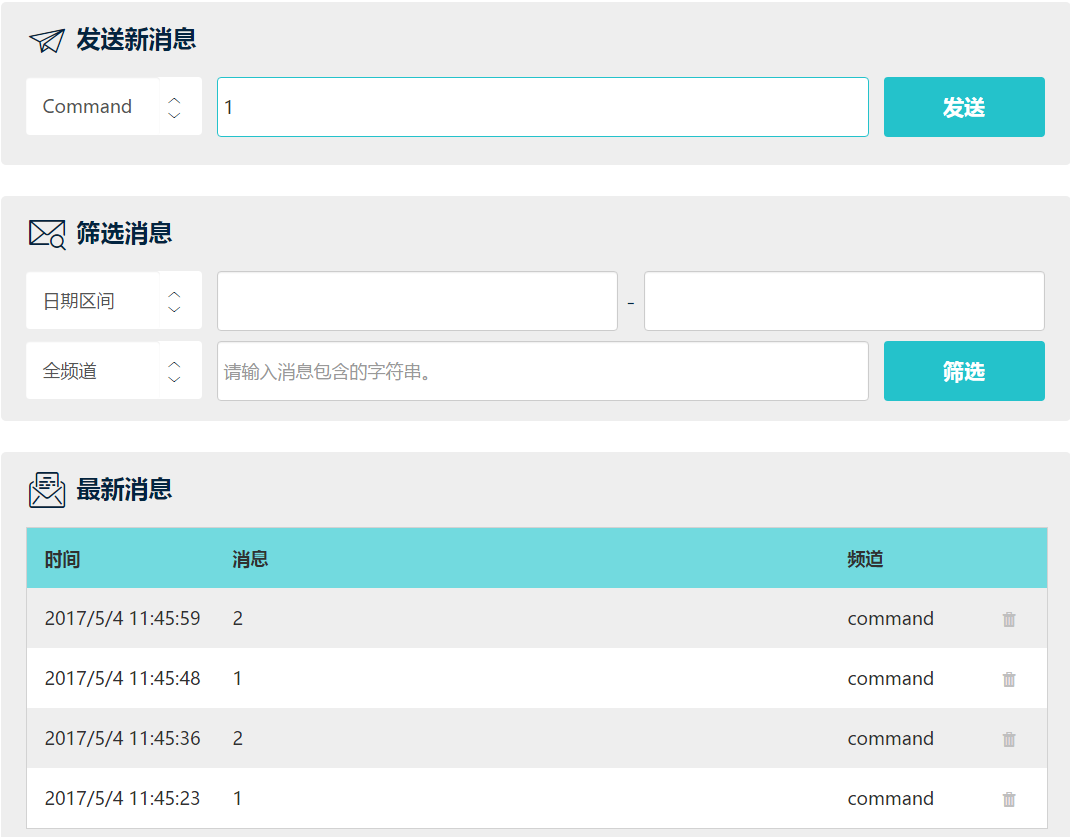 发送新消息
Command 1 发送
筛选消息
日期区间 -
全频道 请输入消息包含的字符串。 筛选
最新消息
时间 消息 频道
2017/5/4 11:45:59 2 command
2017/5/4 11:45:48 1 command
2017/5/4 11:45:36 2 command
2017/5/4 11:45:23 1 command